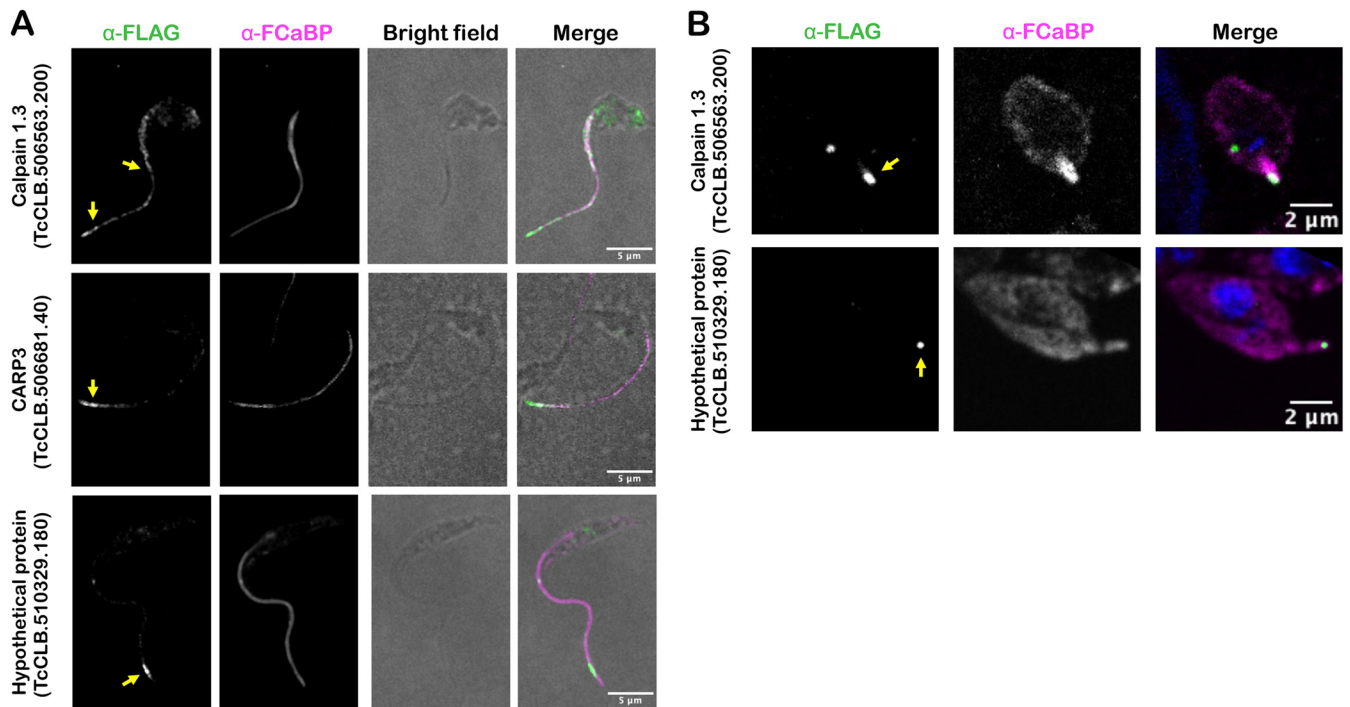 A
α-FLAG α-FCaBP Bright field Merge
Calpain 1.3
(TcCLB.506563.200)
5 µm
CARP3
(TcCLB.506681.40)
5 µm
Hypothetical protein
(TcCLB.510329.180)
5 µm
B
α-FLAG α-FCaBP Merge
Calpain 1.3
(TcCLB.506563.200)
2 µm
Hypothetical protein
(TcCLB.510329.180)
2 µm